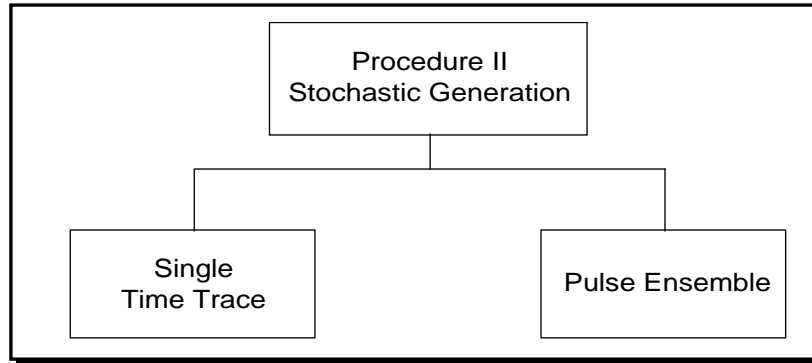 Procedure II
Stochastic Generation
Single
Time Trace
Pulse Ensemble